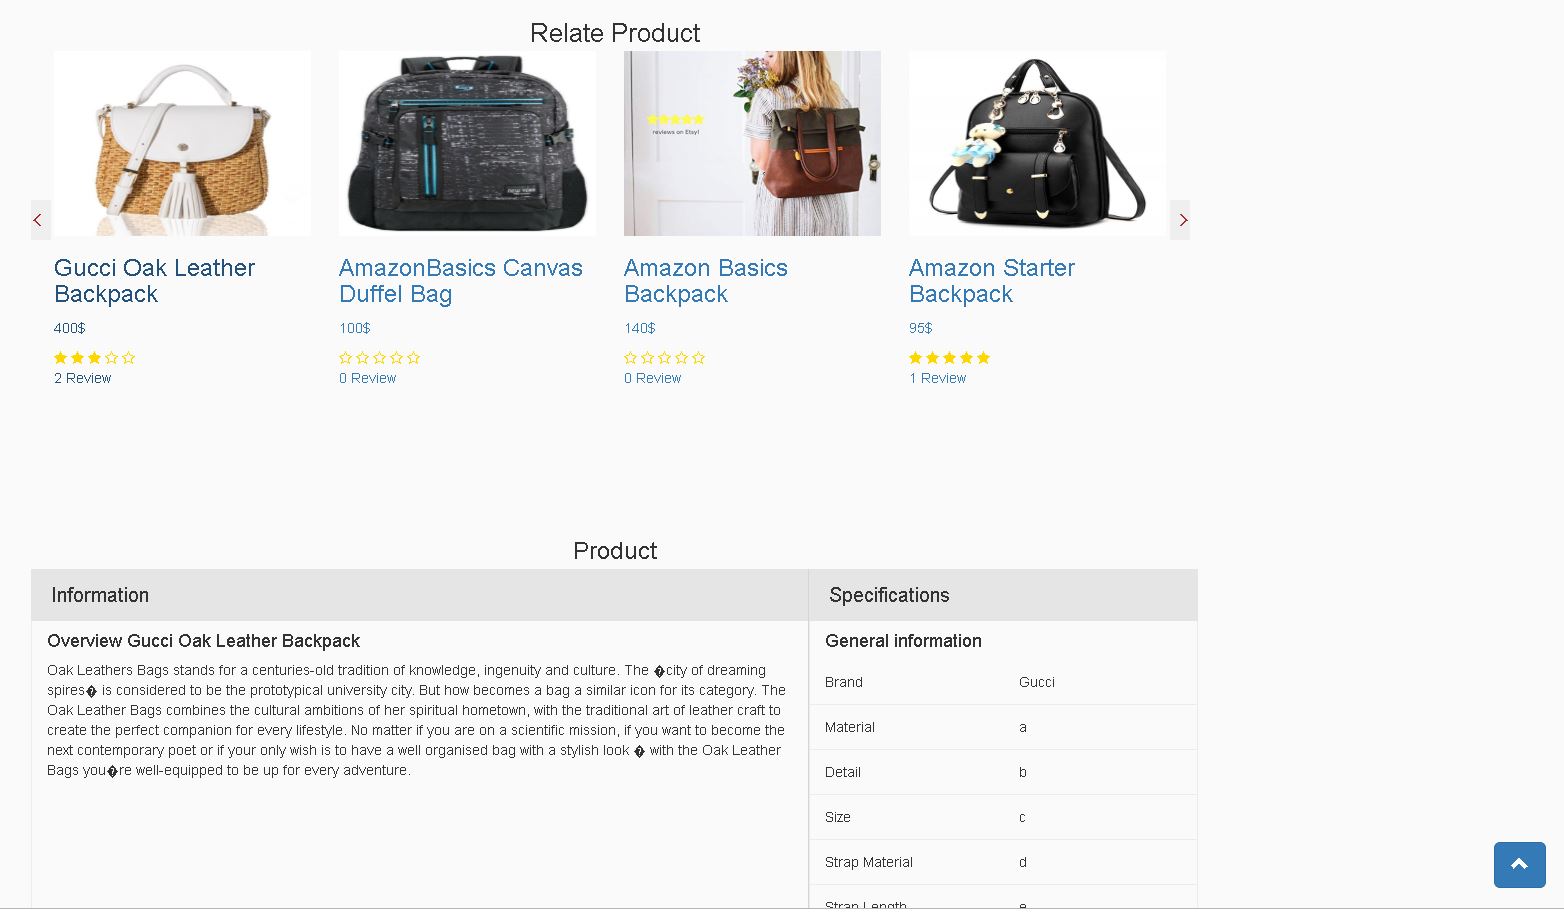 Relate Product
reviews on Etsy!
NEW YORK
Gucci Oak Leather
Backpack
400$
2 Review
AmazonBasics Canvas
Duffel Bag
100$
0 Review
Amazon Basics
Backpack
140$
0 Review
Amazon Starter
Backpack
95$
1 Review
Product
Information
Overview Gucci Oak Leather Backpack
Oak Leathers Bags stands for a centuries-old tradition of knowledge, ingenuity and culture. The �city of dreaming
spires� is considered to be the prototypical university city. But how becomes a bag a similar icon for its category. The
Oak Leather Bags combines the cultural ambitions of her spiritual hometown, with the traditional art of leather craft to
create the perfect companion for every lifestyle. No matter if you are on a scientific mission, if you want to become the
next contemporary poet or if your only wish is to have a well organised bag with a stylish look � with the Oak Leather
Bags you�re well-equipped to be up for every adventure.
Specifications
General information
Brand Gucci
Material a
Detail b
Size c
Strap Material d
Strap Length e